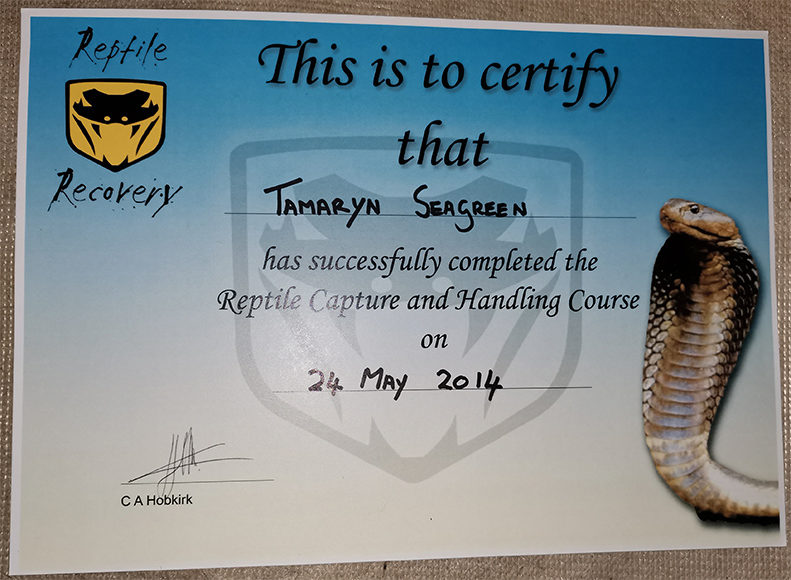 Reptile
Recovery
This is to certify
that
TAMARYN SEAGREEN
has successfully completed the
Reptile Capture and Handling Course
on
24 MAY 2014
C A Hobkirk